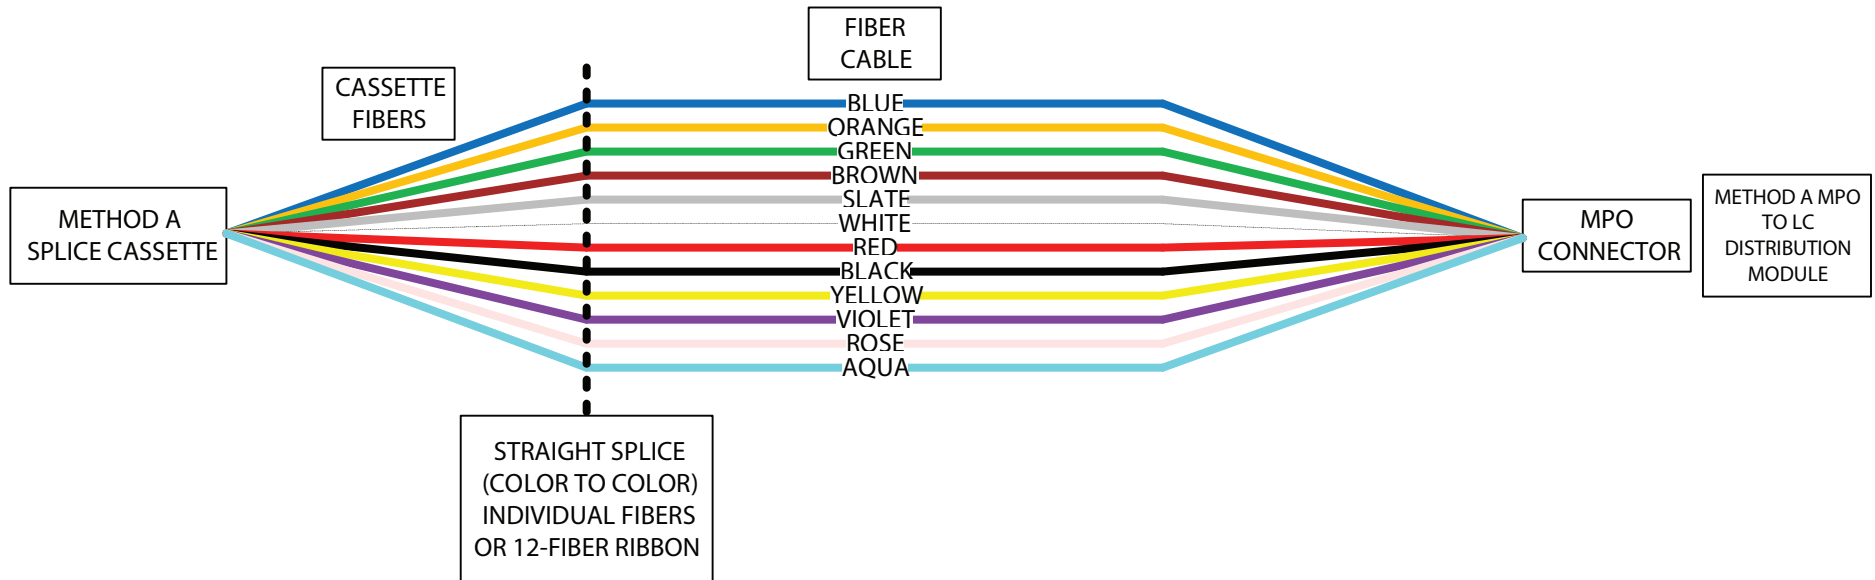 FIBER
CABLE
CASSETTE
FIBERS
BLUE
ORANGE
GREEN
BROWN
SLATE
WHITE
RED
BLACK
YELLOW
VIOLET
ROSE
AQUA
METHOD A
SPLICE CASSETTE
MPO
CONNECTOR
METHOD A MPO
TO LC
DISTRIBUTION
MODULE
STRAIGHT SPLICE
(COLOR TO COLOR)
INDIVIDUAL FIBERS
OR 12-FIBER RIBBON